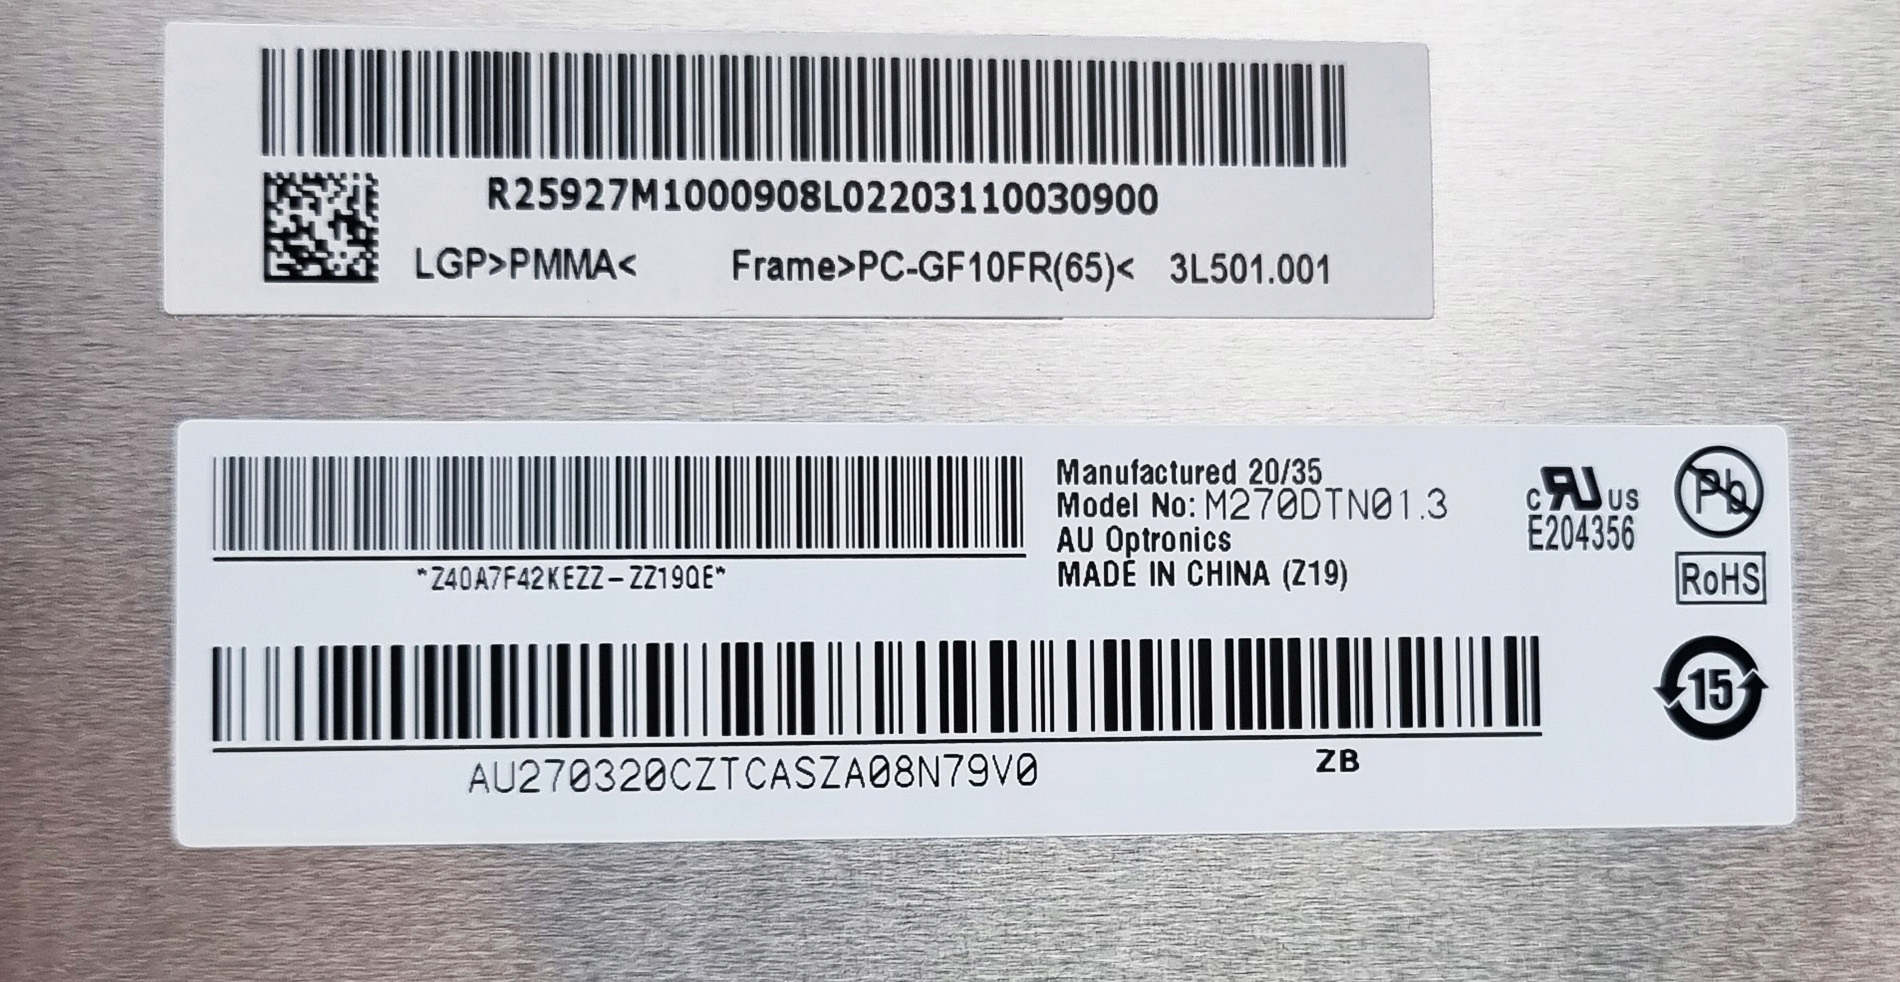 R25927M1000908L02203110030900
LGP>PMMA< Frame>PC-GF10FR(65)< 3L501.001
*Z40A7F42KEZZ-ZZ19QE*
Manufactured 20/35
Model No: M270DTN01.3
AU Optronics
MADE IN CHINA (Z19)
c RU US
E204356
Pb
RoHS
15
AU270320CZTCASZA08N79V0
ZB